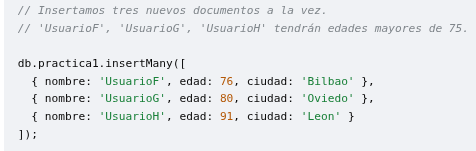 // Insertamos tres nuevos documentos a la vez.
// 'UsuarioF', 'UsuarioG', 'UsuarioH' tendrán edades mayores de 75.
db.practica1.insertMany([
{ nombre: 'UsuarioF', edad: 76, ciudad: 'Bilbao' },
{ nombre: 'UsuarioG', edad: 80, ciudad: 'Oviedo' },
{ nombre: 'UsuarioH', edad: 91, ciudad: 'Leon' }
]);